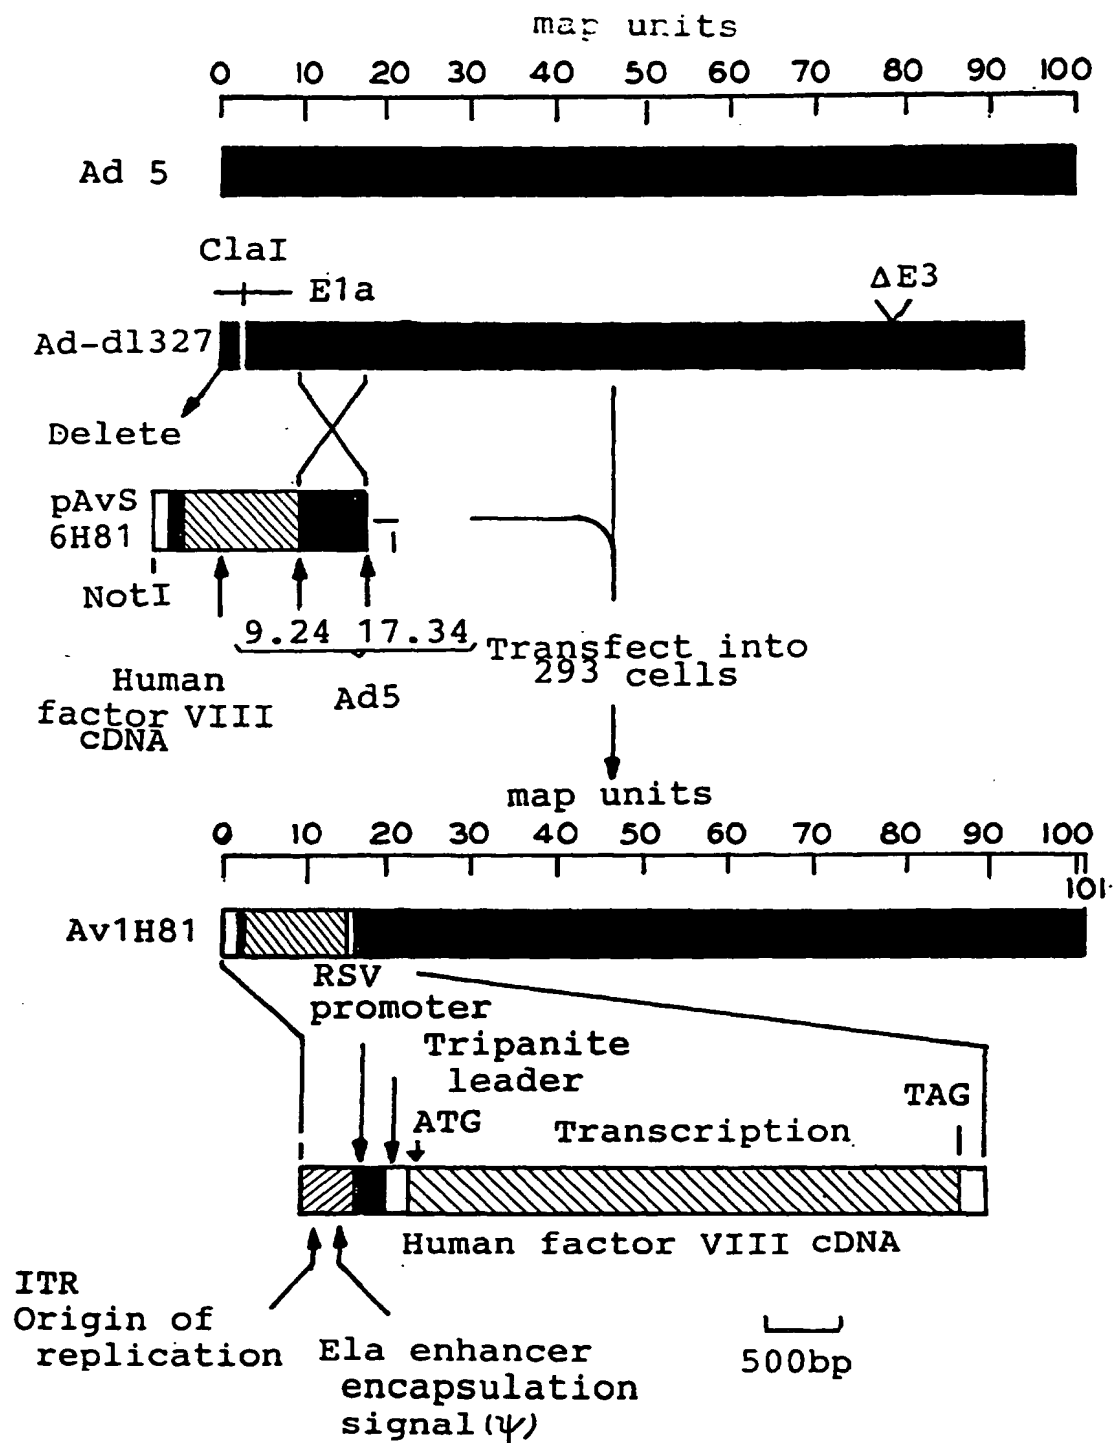 map units
0 10 20 30 40 50 60 70 80 90 100
Ad 5
ClaI
E1a
ΔE3
Ad-dl327
Delete
pAvS
6H81
NotI
9.24 17.34
Human
factor VIII
cDNA
Ad5
Transfect into
293 cells
map units
0 10 20 30 40 50 60 70 80 90 100
101
Av1H81
RSV
promoter
Tripanite
leader
ATG
Transcription
TAG
Human factor VIII cDNA
ITR
Origin of
replication
Ela enhancer
encapsulation
signal(ψ)
500bp